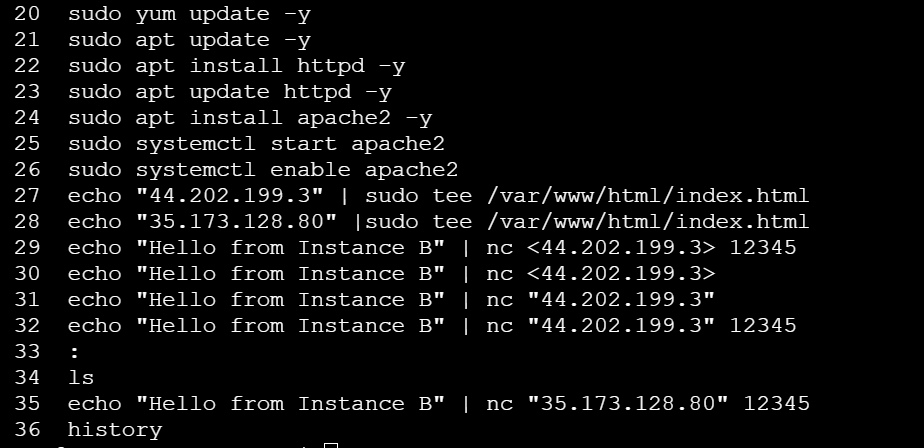 20 sudo yum update -y
21 sudo apt update -y
22 sudo apt install httpd -y
23 sudo apt update httpd -y
24 sudo apt install apache2 -y
25 sudo systemctl start apache2
26 sudo systemctl enable apache2
27 echo "44.202.199.3" | sudo tee /var/www/html/index.html
28 echo "35.173.128.80" |sudo tee /var/www/html/index.html
29 echo "Hello from Instance B" | nc <44.202.199.3> 12345
30 echo "Hello from Instance B" | nc <44.202.199.3>
31 echo "Hello from Instance B" | nc "44.202.199.3"
32 echo "Hello from Instance B" | nc "44.202.199.3" 12345
33 :
34 ls
35 echo "Hello from Instance B" | nc "35.173.128.80" 12345
36 history